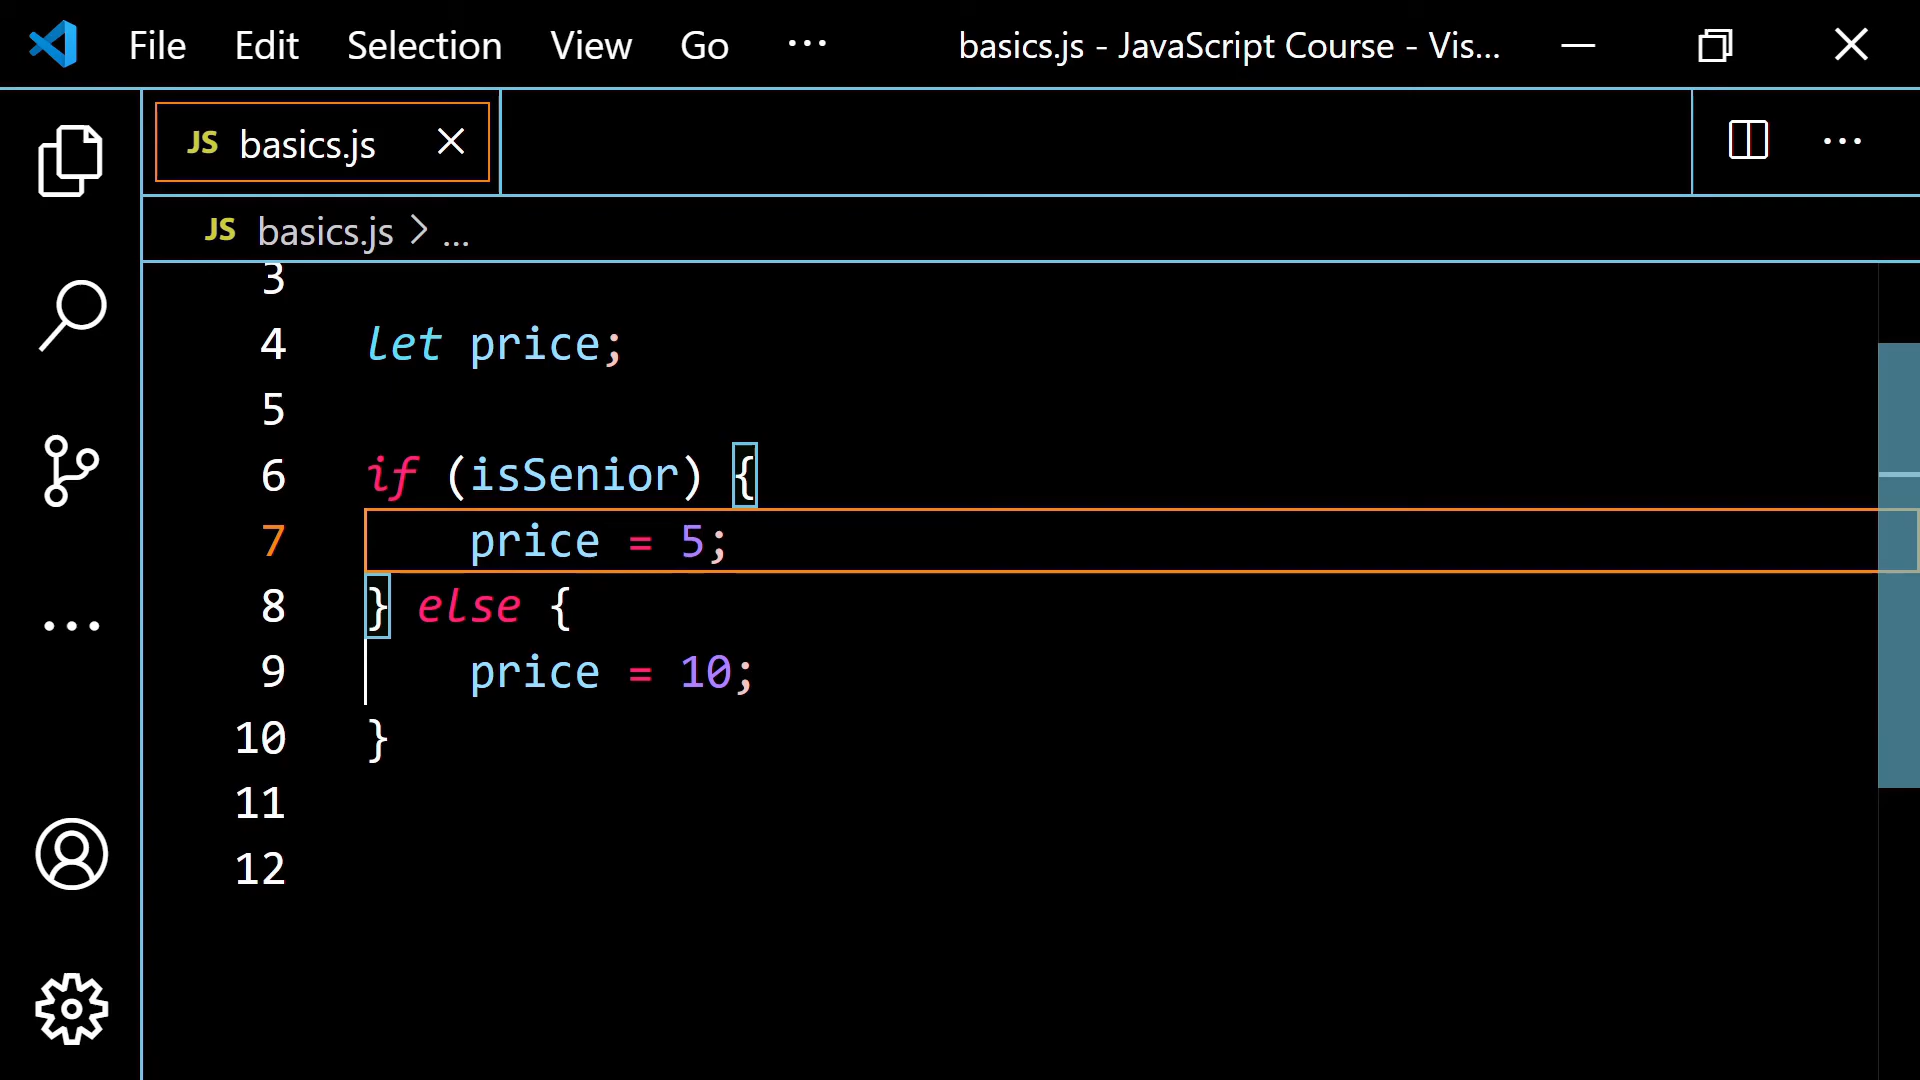 File Edit Selection View Go ··· basics.js - JavaScript Course - Vis...
JS basics.js
JS basics.js > ...
3
4 let price;
5
6 if (isSenior) {
7 price = 5;
8 } else {
9 price = 10;
10 }
11
12